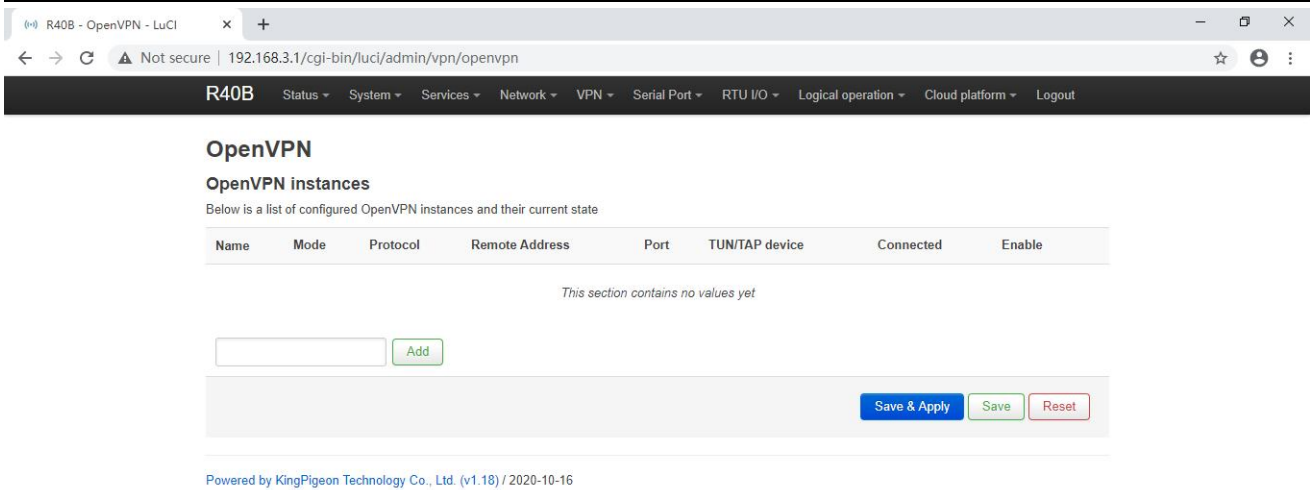 R40B - OpenVPN - LuCI
Not secure | 192.168.3.1/cgi-bin/luci/admin/vpn/openvpn
R40B Status System Services Network VPN Serial Port RTU I/O Logical operation Cloud platform Logout
OpenVPN
OpenVPN instances
Below is a list of configured OpenVPN instances and their current state
Name Mode Protocol Remote Address Port TUN/TAP device Connected Enable
This section contains no values yet
Add
Save & Apply Save Reset
Powered by KingPigeon Technology Co., Ltd. (v1.18) / 2020-10-16